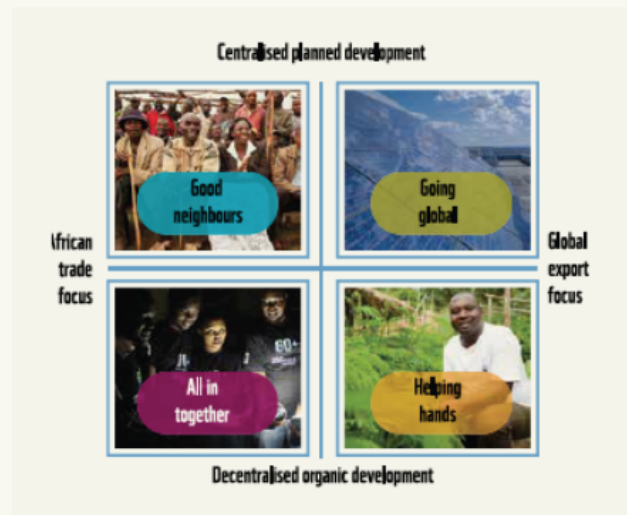 Centralised planned development
Good
neighbours
Going
global
African
trade
focus
Global
export
focus
All in
together
Helping
hands
Decentralised organic development